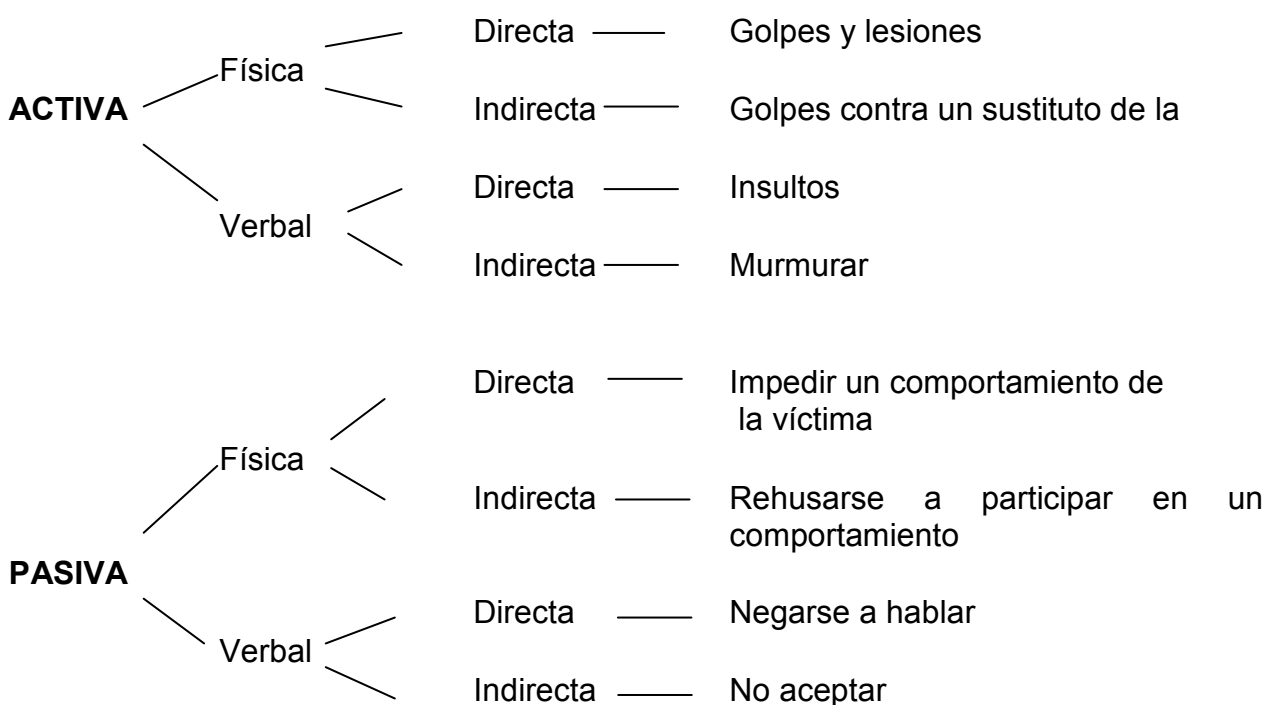 Directa Golpes y lesiones
Física
ACTIVA
Indirecta Golpes contra un sustituto de la
Directa Insultos
Verbal
Indirecta Murmurar
Directa Impedir un comportamiento de
la víctima
Física
Indirecta Rehusarse a participar en un
comportamiento
PASIVA
Directa Negarse a hablar
Verbal
Indirecta No aceptar